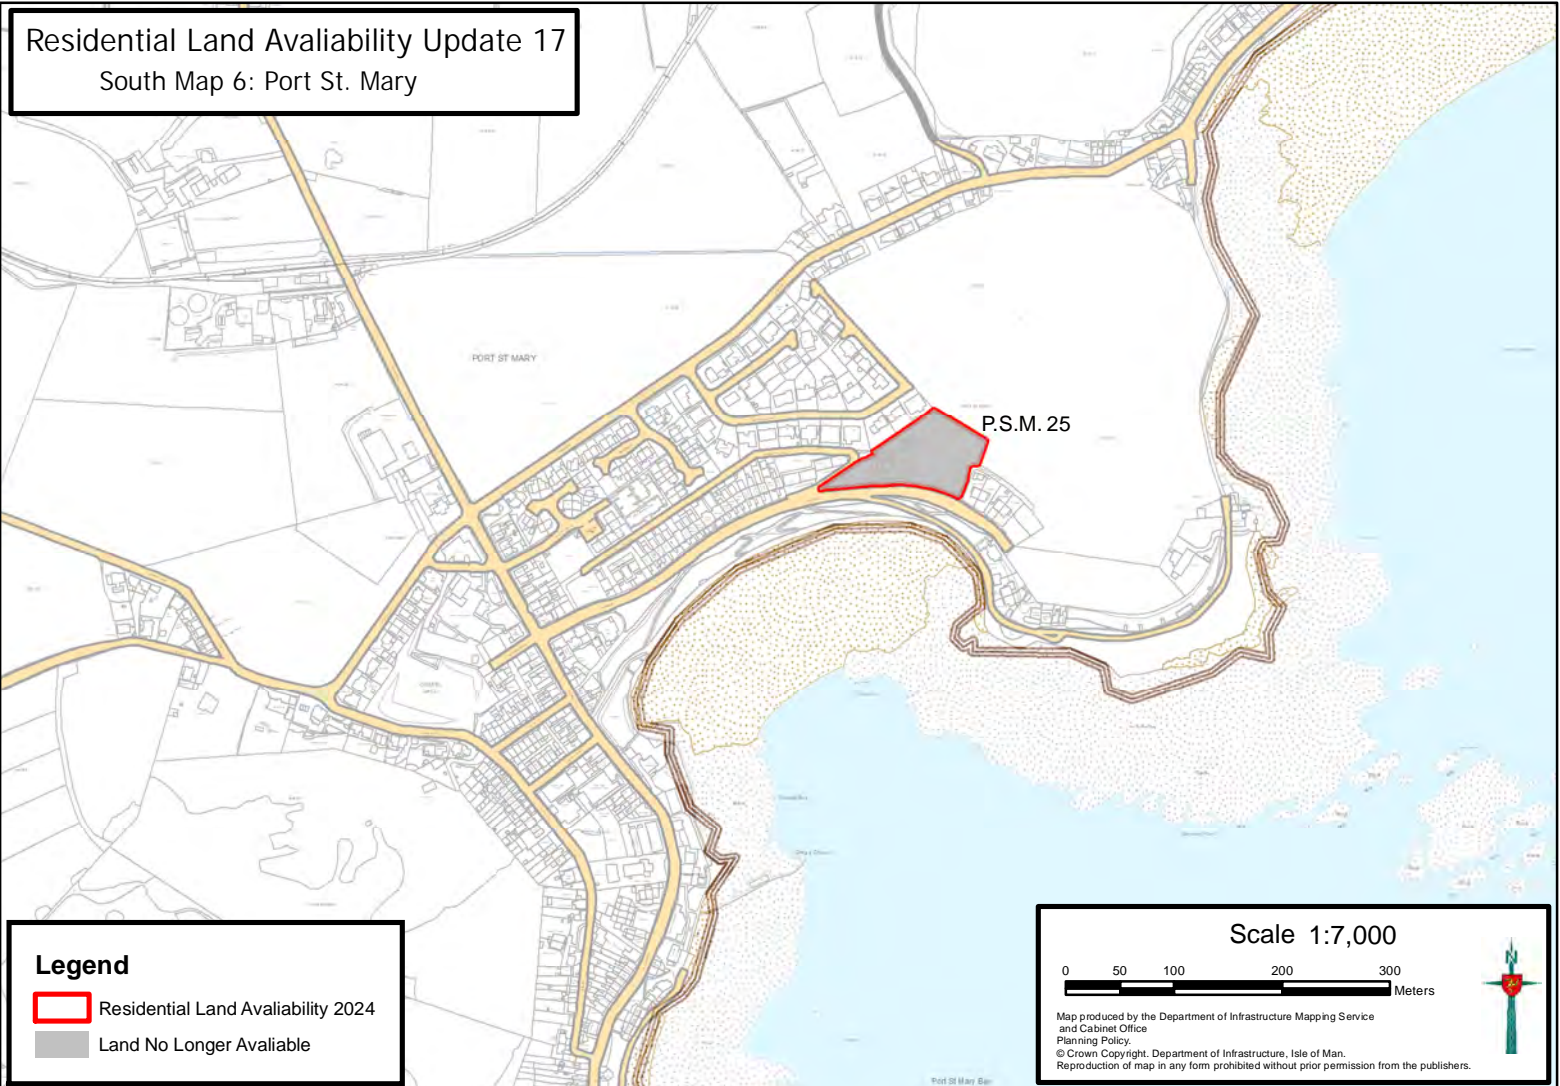 Residential Land Avaliability Update 17
South Map 6: Port St. Mary
PORT ST MARY
P.S.M. 25
Legend
Residential Land Avaliability 2024
Land No Longer Avaliable
Scale 1:7,000
0 50 100 200 300
Meters
N
Map produced by the Department of Infrastructure Mapping Service
and Cabinet Office
Planning Policy.
© Crown Copyright. Department of Infrastructure, Isle of Man.
Reproduction of map in any form prohibited without prior permission from the publishers.
Port St Mary Bay